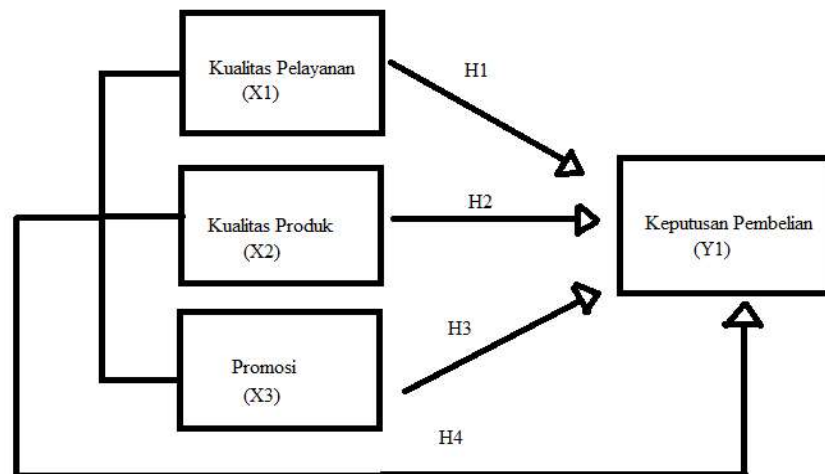 Kualitas Pelayanan
(X1)
H1
Kualitas Produk
(X2)
H2
Keputusan Pembelian
(Y1)
Promosi
(X3)
H3
H4